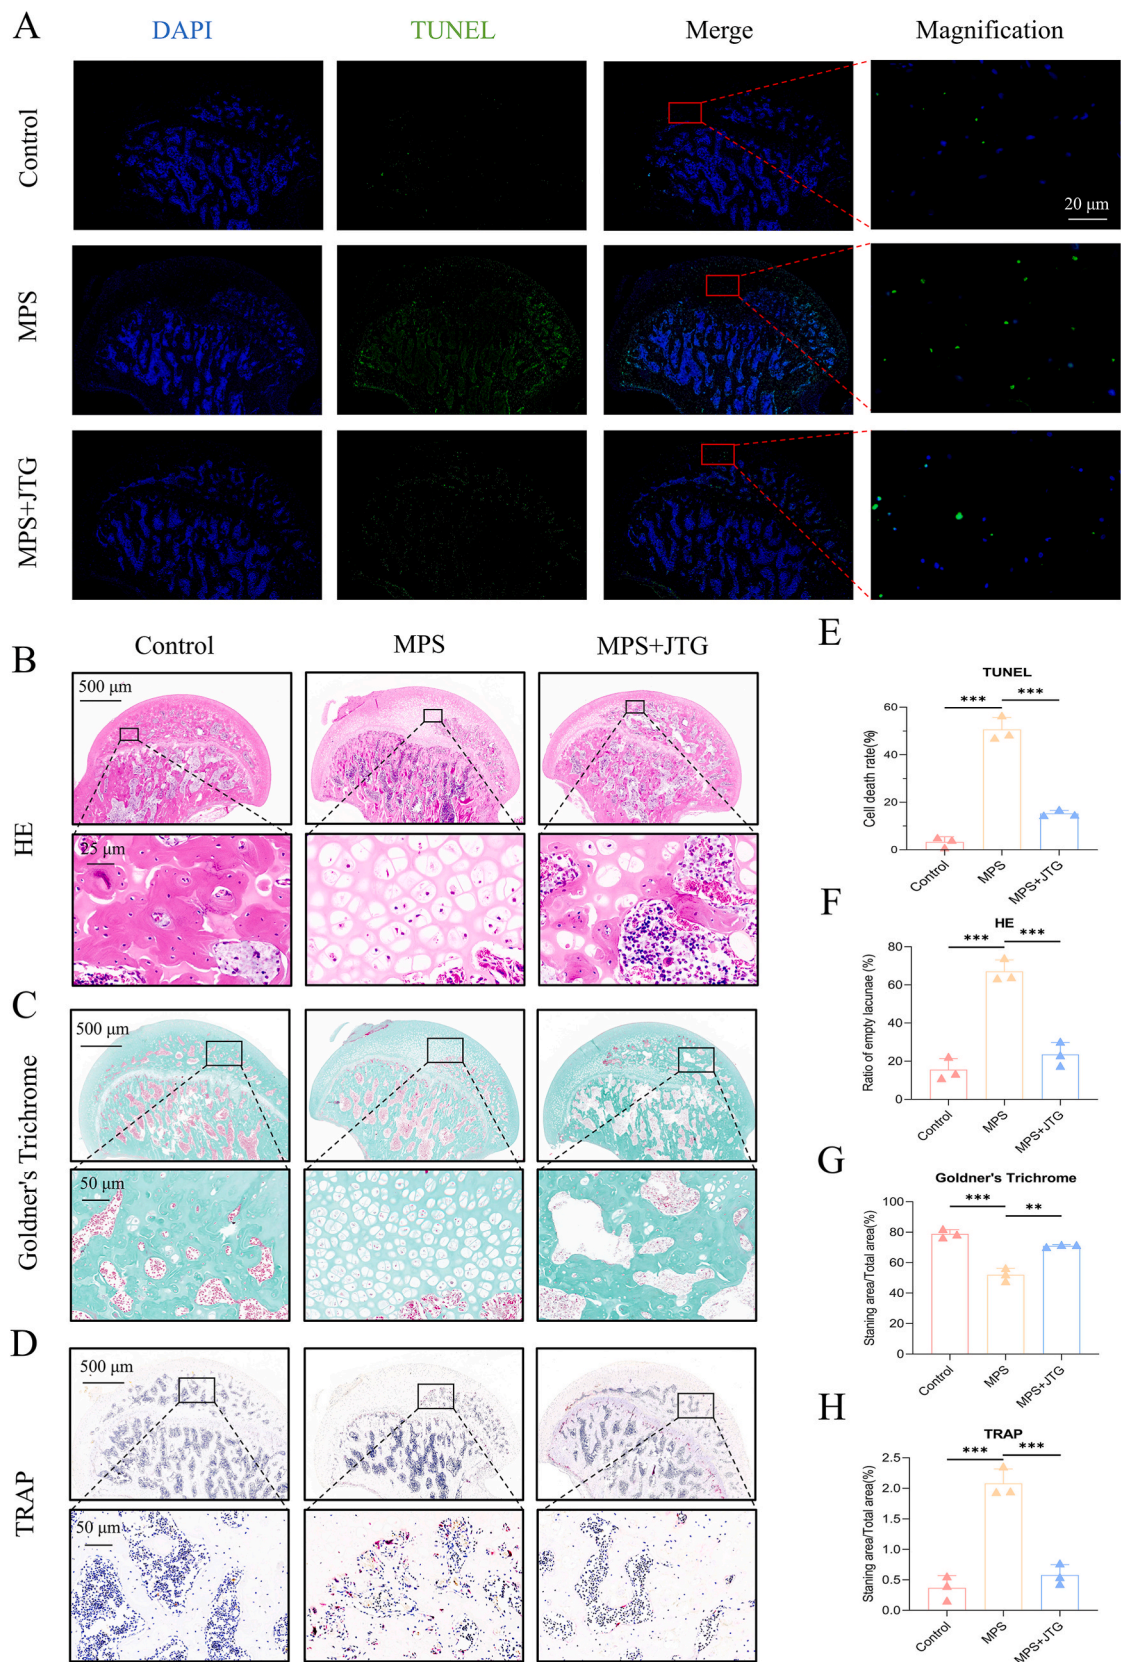 A
DAPI
TUNEL
Merge
Magnification
Control
20 μm
MPS
MPS+JTG
B
Control
MPS
MPS+JTG
HE
500 μm
25 μm
C
Goldner's Trichrome
500 μm
50 μm
D
TRAP
500 μm
50 μm
E
TUNEL
*** ***
Cell death rate(%)
60
40
20
0
Control
MPS
MPS+JTG
F
HE
*** ***
Ratio of empty lacunae (%)
80
60
40
20
0
Control
MPS
MPS+JTG
G
Goldner's Trichrome
*** **
Staning area/Total area(%)
100
80
60
40
20
0
Control
MPS
MPS+JTG
H
TRAP
*** ***
Staning area/Total area(%)
2.5
2.0
1.5
1.0
0.5
0.0
Control
MPS
MPS+JTG